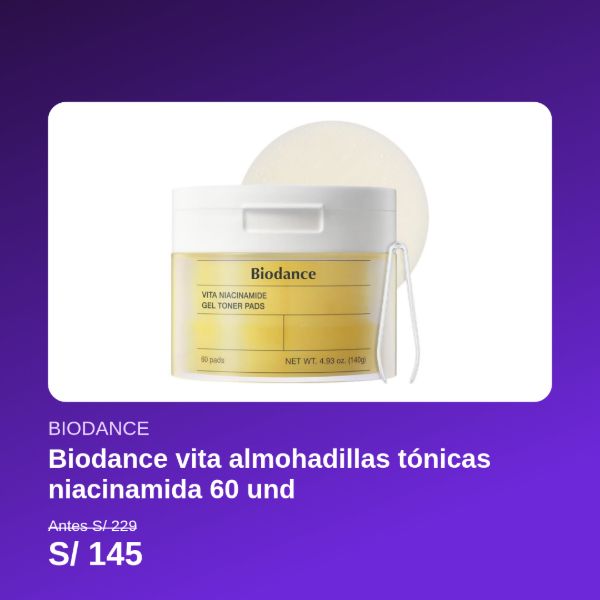 Biodance
VITA NIACINAMIDE
GEL TONER PADS
60 pads
NET WT. 4.93 oz. (140g)
BIODANCE
Biodance vita almohadillas tónicas
niacinamida 60 und
Antes S/ 229
S/ 145